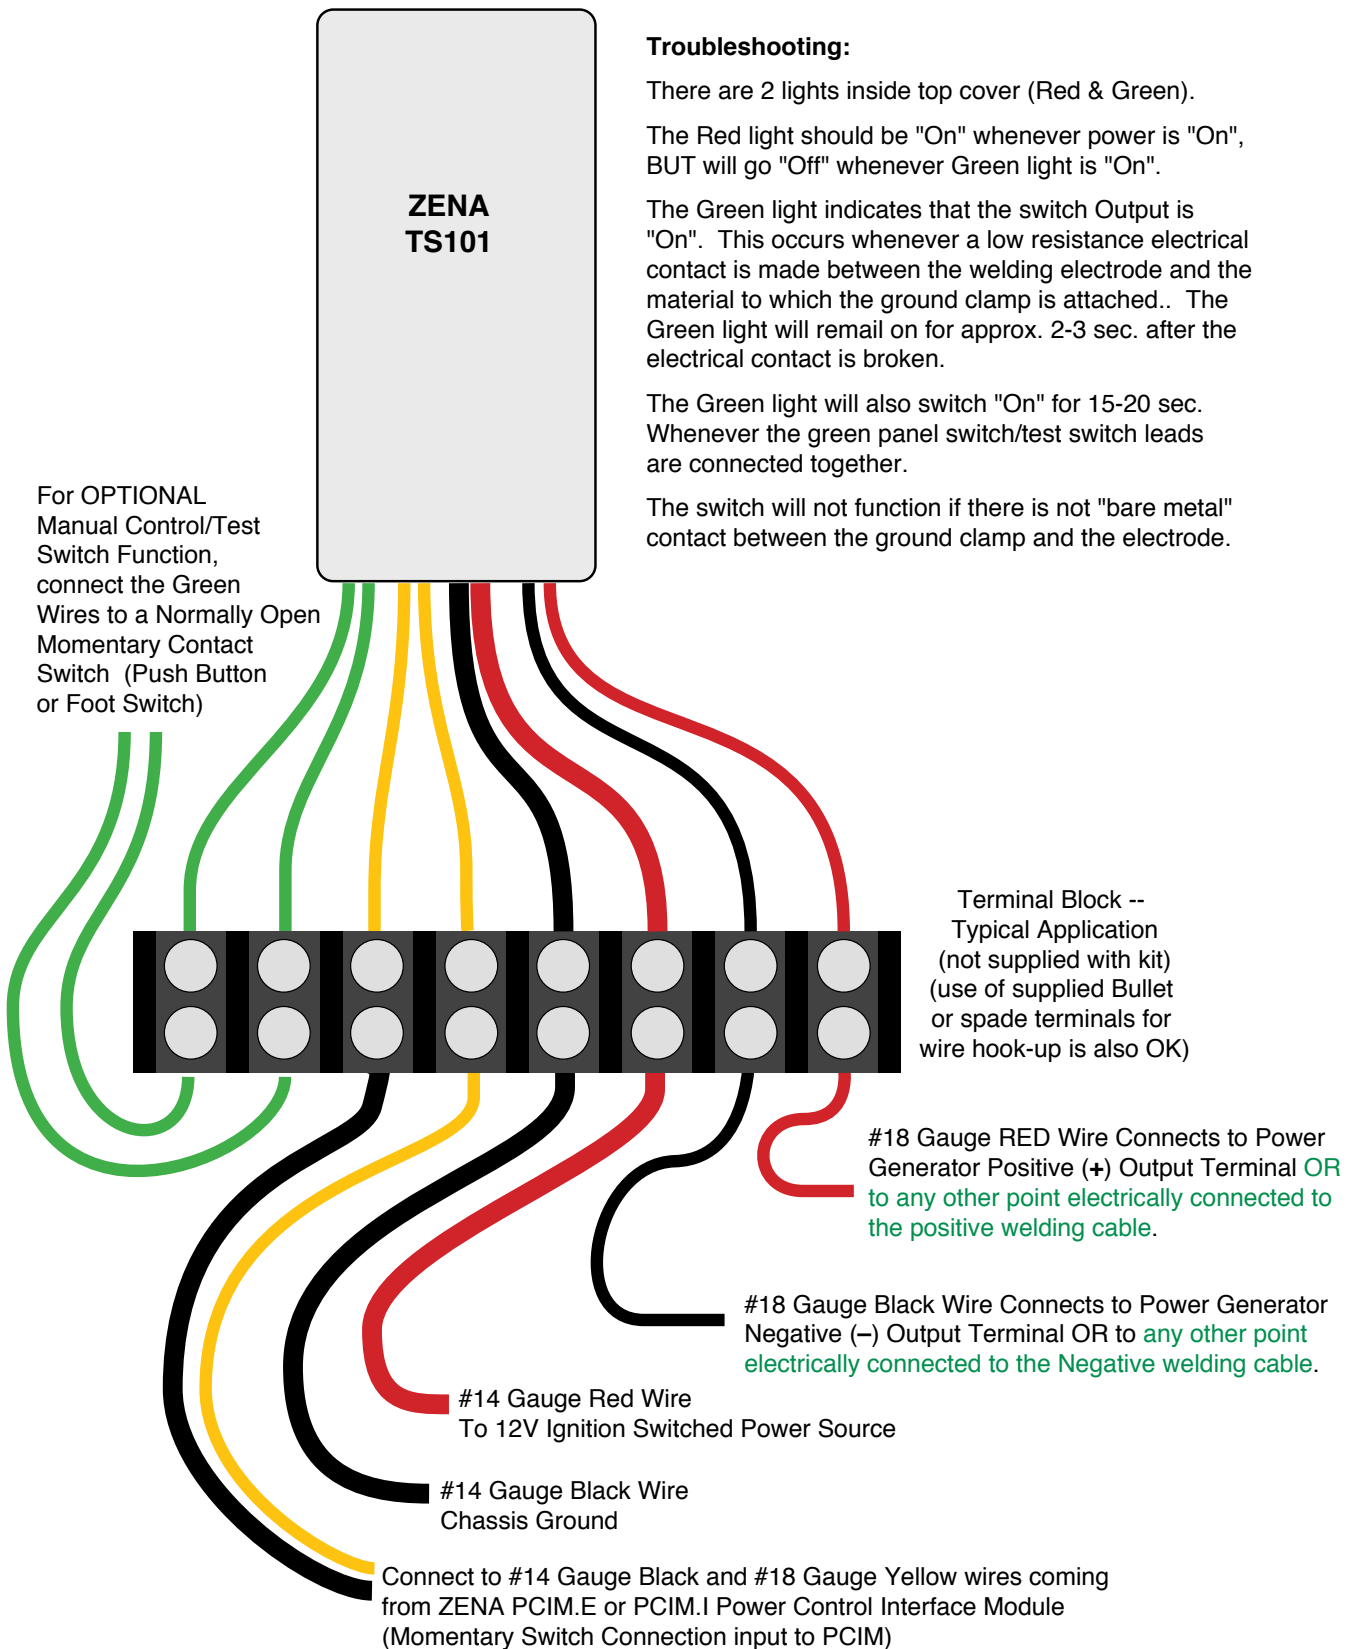 ZENA
TS101
Troubleshooting:
There are 2 lights inside top cover (Red & Green).
The Red light should be "On" whenever power is "On",
BUT will go "Off" whenever Green light is "On".
The Green light indicates that the switch Output is
"On".  This occurs whenever a low resistance electrical
contact is made between the welding electrode and the
material to which the ground clamp is attached..  The
Green light will remail on for approx. 2-3 sec. after the
electrical contact is broken.
The Green light will also switch "On" for 15-20 sec.
Whenever the green panel switch/test switch leads
are connected together.
The switch will not function if there is not "bare metal"
contact between the ground clamp and the electrode.
For OPTIONAL
Manual Control/Test
Switch Function,
connect the Green
Wires to a Normally Open
Momentary Contact
Switch  (Push Button
or Foot Switch)
Terminal Block --
Typical Application
(not supplied with kit)
(use of supplied Bullet
or spade terminals for
wire hook-up is also OK)
#18 Gauge RED Wire Connects to Power
Generator Positive (+) Output Terminal OR
to any other point electrically connected to
the positive welding cable.
#18 Gauge Black Wire Connects to Power Generator
Negative (–) Output Terminal OR to any other point
electrically connected to the Negative welding cable.
#14 Gauge Red Wire
To 12V Ignition Switched Power Source
#14 Gauge Black Wire
Chassis Ground
Connect to #14 Gauge Black and #18 Gauge Yellow wires coming
from ZENA PCIM.E or PCIM.I Power Control Interface Module
(Momentary Switch Connection input to PCIM)